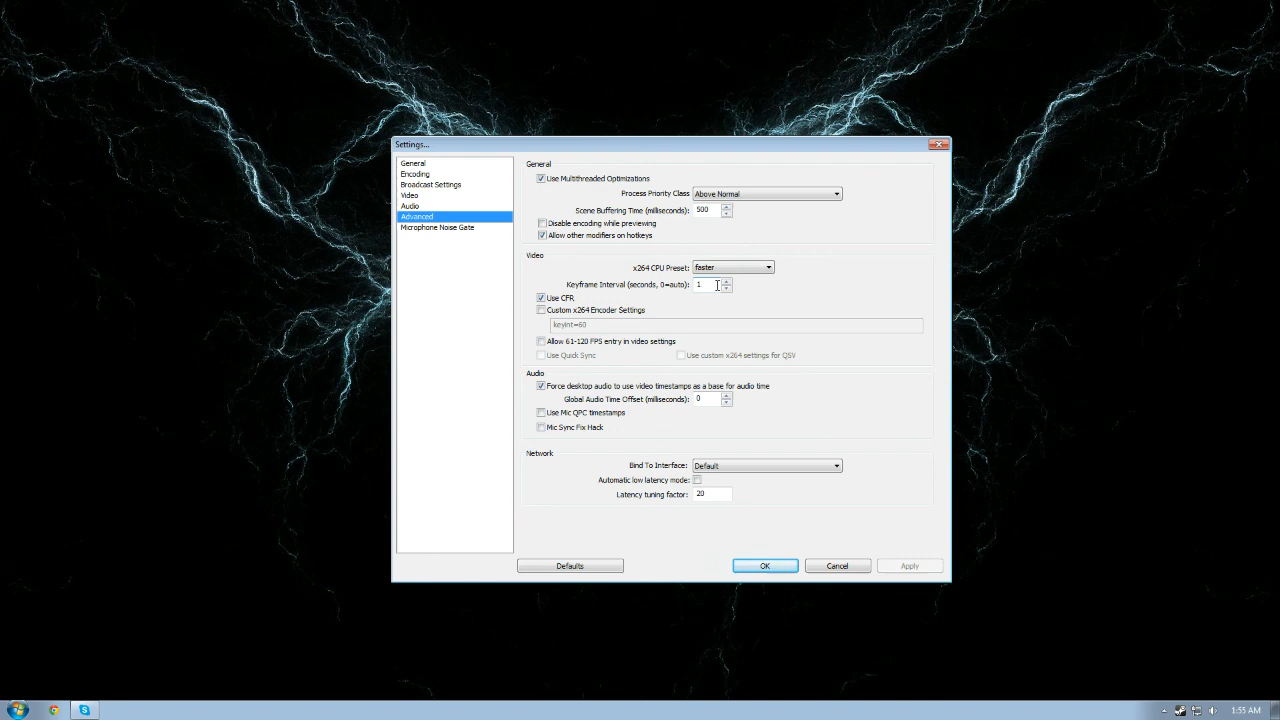 Settings...
General
Encoding
Broadcast Settings
Video
Audio
Advanced
Microphone Noise Gate
General
Use Multithreaded Optimizations
Process Priority Class Above Normal
Scene Buffering Time (milliseconds): 500
Disable encoding while previewing
Allow other modifiers on hotkeys
Video
x264 CPU Preset: faster
Keyframe Interval (seconds, 0=auto): 1
Use CFR
Custom x264 Encoder Settings
keyint=60
Allow 61-120 FPS entry in video settings
Use Quick Sync Use custom x264 settings for QSV
Audio
Force desktop audio to use video timestamps as a base for audio time
Global Audio Time Offset (milliseconds): 0
Use Mic QPC timestamps
Mic Sync Fix Hack
Network
Bind To Interface: Default
Automatic low latency mode:
Latency tuning factor: 20
Defaults OK Cancel Apply
1:55 AM